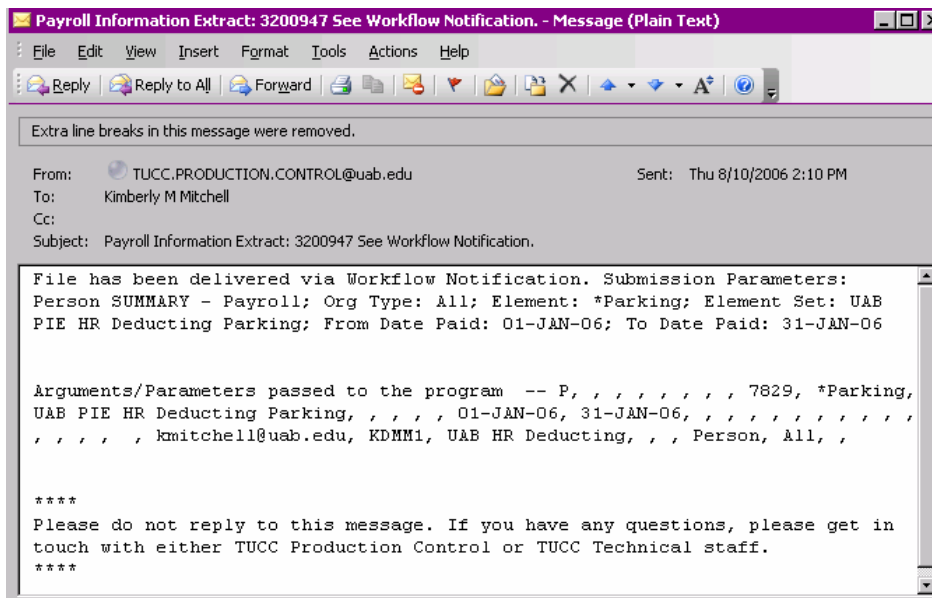 Payroll Information Extract: 3200947 See Workflow Notification. - Message (Plain Text)
File Edit View Insert Format Tools Actions Help
Reply Reply to All Forward
Extra line breaks in this message were removed.
From: TUCC.PRODUCTION.CONTROL@uab.edu Sent: Thu 8/10/2006 2:10 PM
To: Kimberly M Mitchell
Cc:
Subject: Payroll Information Extract: 3200947 See Workflow Notification.
File has been delivered via Workflow Notification. Submission Parameters:
Person SUMMARY - Payroll; Org Type: All; Element: *Parking; Element Set: UAB
PIE HR Deducting Parking; From Date Paid: 01-JAN-06; To Date Paid: 31-JAN-06
Arguments/Parameters passed to the program -- P, , , , , , , , 7829, *Parking,
UAB PIE HR Deducting Parking, , , , , 01-JAN-06, 31-JAN-06, , , , , , , , , , ,
, , , , , kmitchell@uab.edu, KDMM1, UAB HR Deducting, , , Person, All, ,
****
Please do not reply to this message. If you have any questions, please get in
touch with either TUCC Production Control or TUCC Technical staff.
****